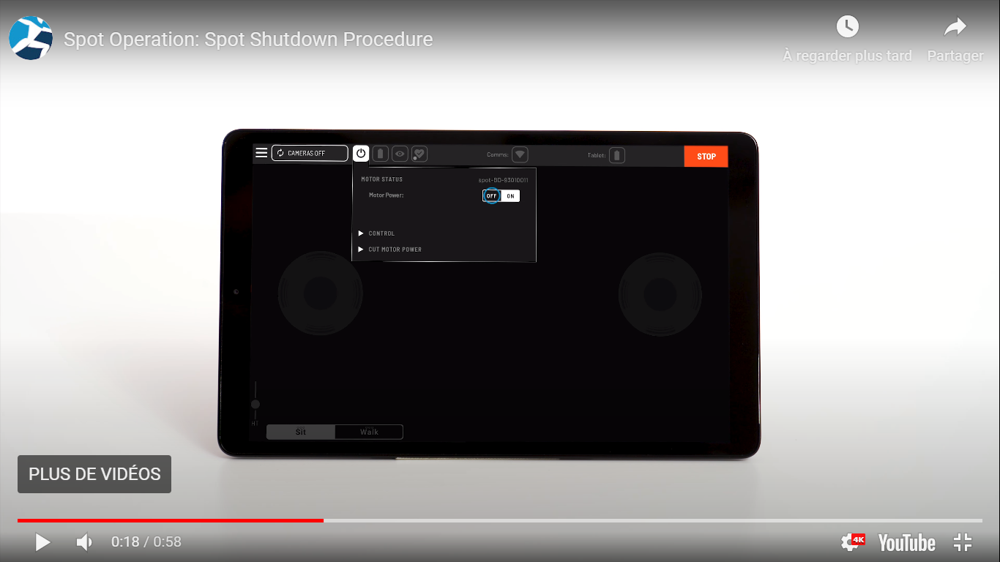 Spot Operation: Spot Shutdown Procedure
À regarder plus tard
Partager
CAMERAS OFF
Comms:
Tablet:
STOP
MOTOR STATUS
spot-BD-93010011
Motor Power:
OFF
ON
CONTROL
CUT MOTOR POWER
HT
Sit
Walk
PLUS DE VIDÉOS
0:18 / 0:58
4K
YouTube